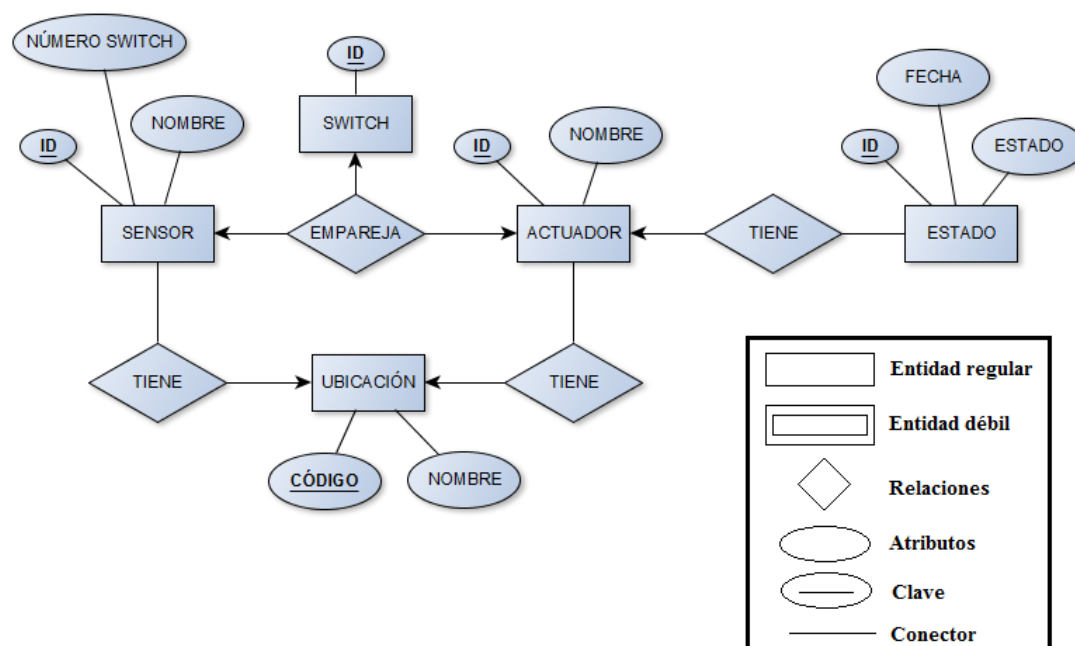 NÚMERO SWITCH
ID
NOMBRE
SENSOR
ID
SWITCH
EMPAREJA
ID
NOMBRE
ACTUADOR
TIENE
FECHA
ID
ESTADO
ESTADO
TIENE
UBICACIÓN
TIENE
CÓDIGO
NOMBRE
Entidad regular
Entidad débil
Relaciones
Atributos
Clave
Conector